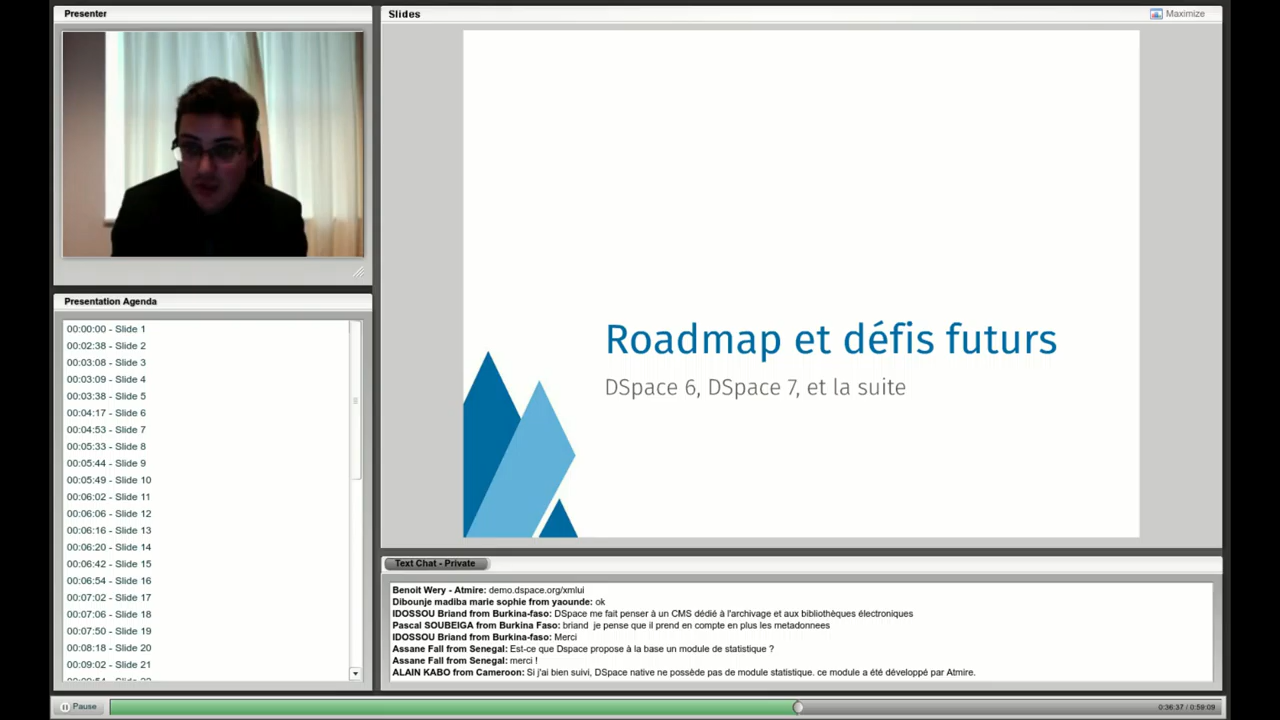 Presenter
Slides
Maximize
Roadmap et défis futurs
DSpace 6, DSpace 7, et la suite
Presentation Agenda
00:00:00 - Slide 1
00:02:38 - Slide 2
00:03:08 - Slide 3
00:03:09 - Slide 4
00:03:38 - Slide 5
00:04:17 - Slide 6
00:04:53 - Slide 7
00:05:33 - Slide 8
00:05:44 - Slide 9
00:05:49 - Slide 10
00:06:02 - Slide 11
00:06:06 - Slide 12
00:06:16 - Slide 13
00:06:20 - Slide 14
00:06:42 - Slide 15
00:06:54 - Slide 16
00:07:02 - Slide 17
00:07:06 - Slide 18
00:07:50 - Slide 19
00:08:18 - Slide 20
00:09:02 - Slide 21
Text Chat - Private
Benoit Wery - Atmire: demo.dspace.org/xmlui
Dibounje madiba marie sophie from yaounde: ok
IDOSSOU Briand from Burkina-faso: DSpace me fait penser à un CMS dédié à l'archivage et aux bibliothèques électroniques
Pascal SOUBEIGA from Burkina Faso: briand je pense que il prend en compte en plus les metadonnees
IDOSSOU Briand from Burkina-faso: Merci
Assane Fall from Senegal: Est-ce que Dspace propose à la base un module de statistique ?
Assane Fall from Senegal: merci !
ALAIN KABO from Cameroon: Si j'ai bien suivi, DSpace native ne possède pas de module statistique. ce module a été développé par Atmire.
Pause
0:36:37 / 0:59:09